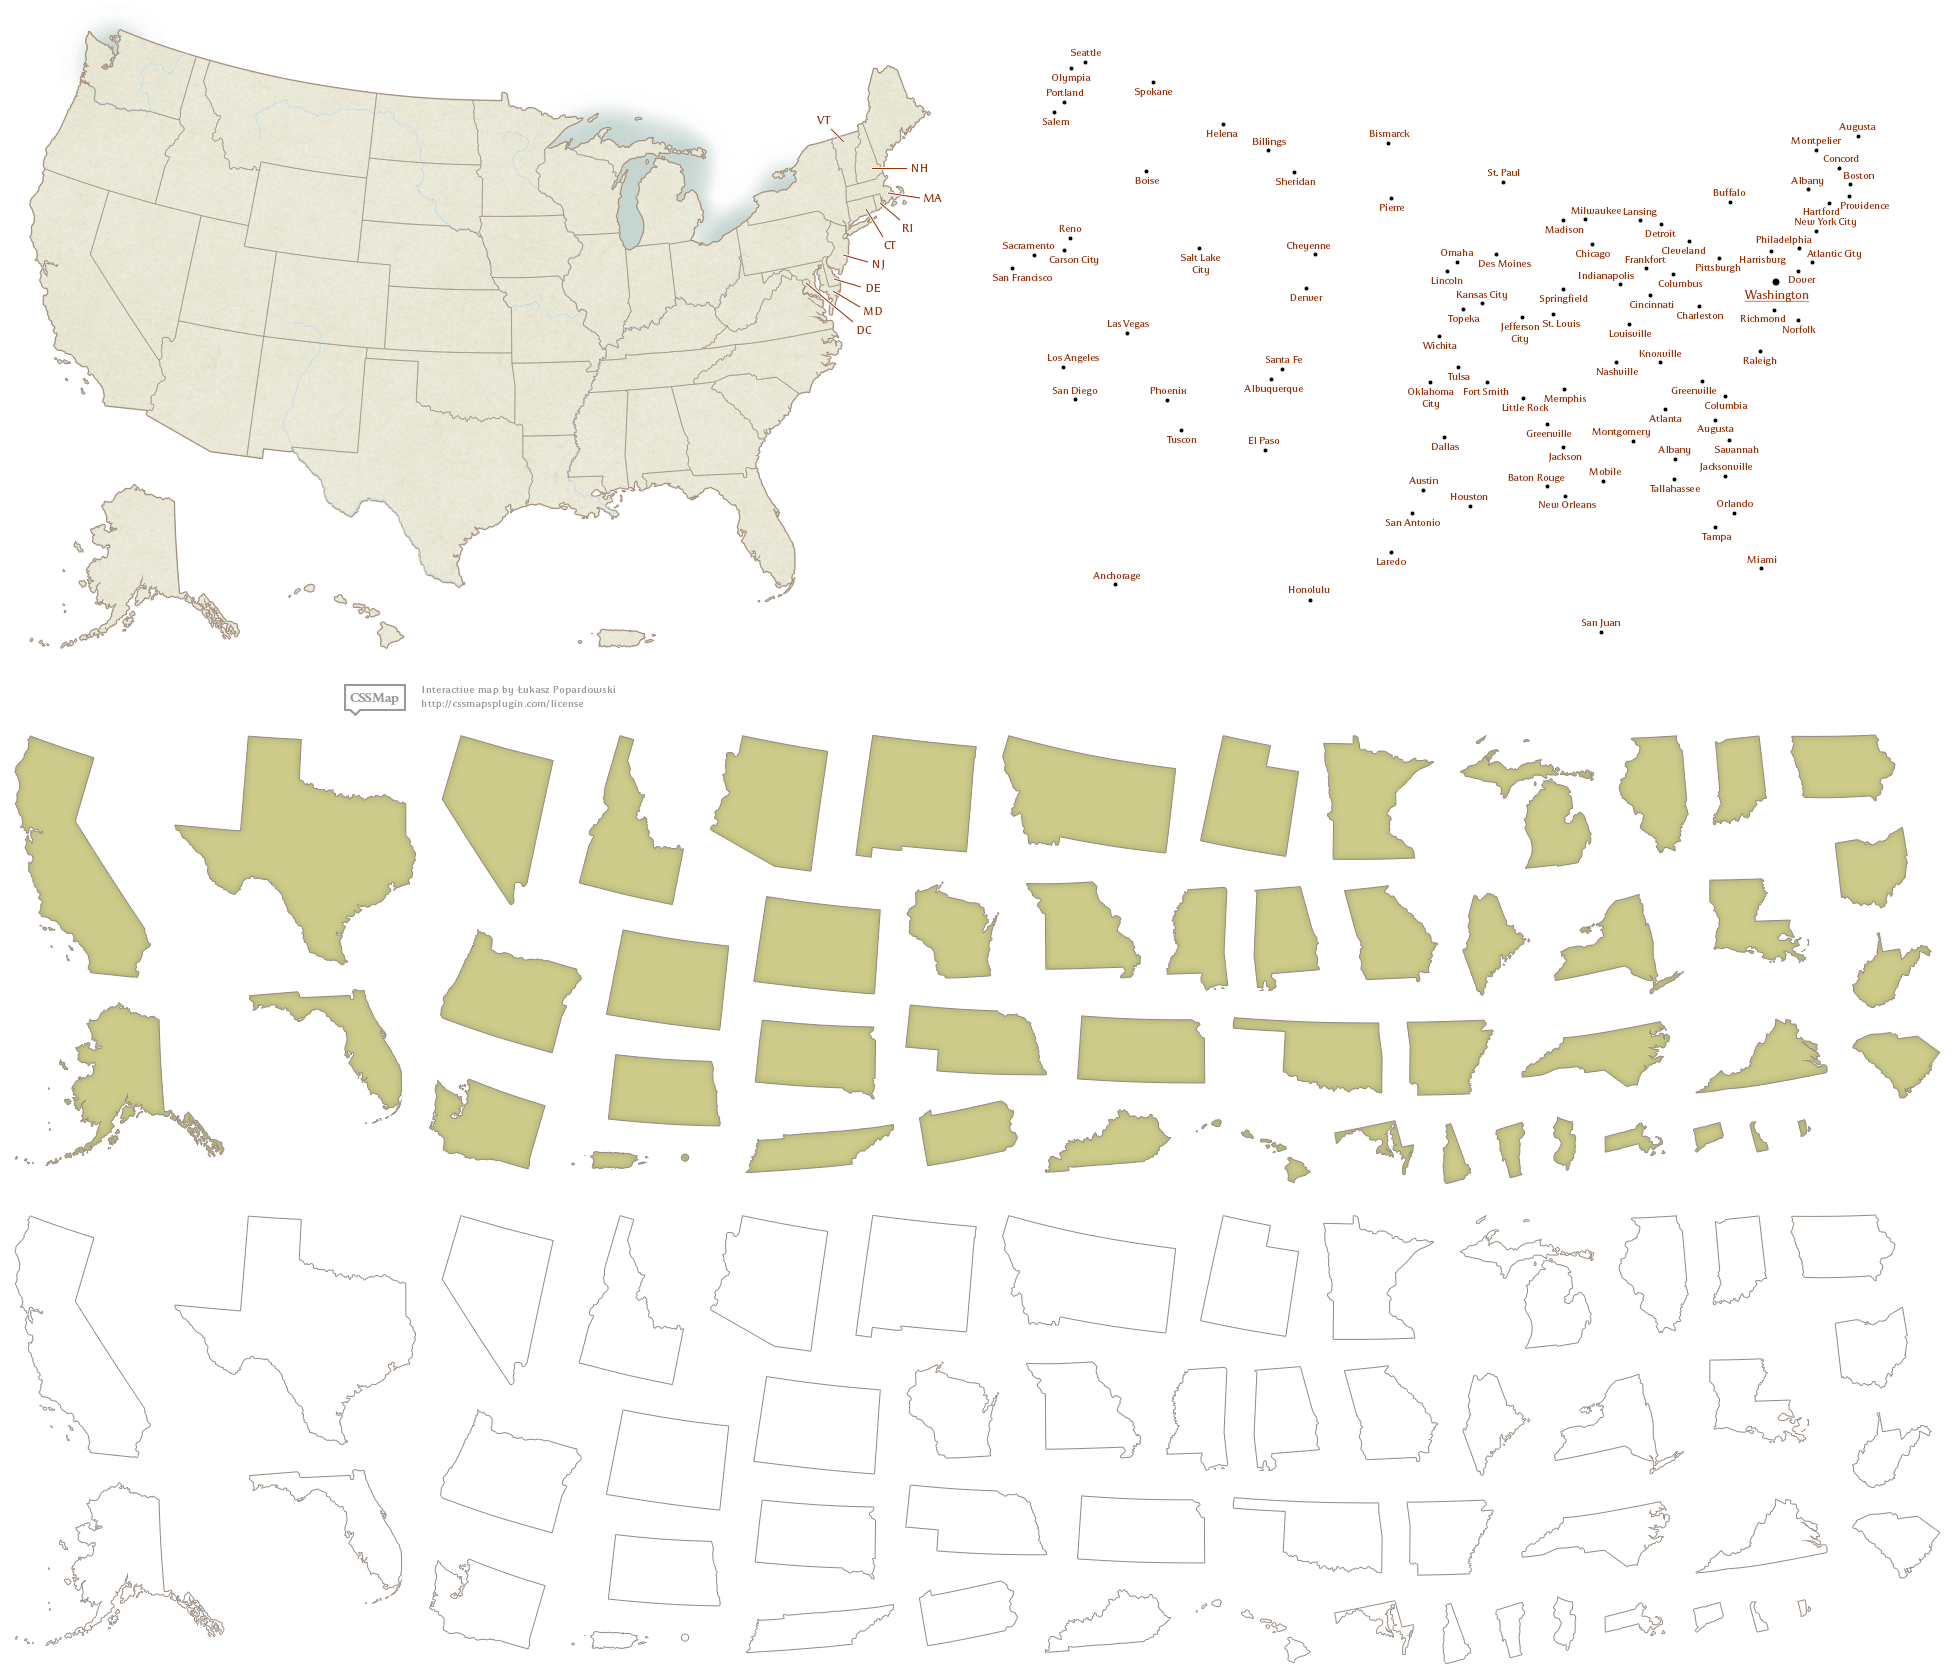 VT
NH
MA
RI
CT
NJ
DE
MD
DC
Seattle
Olympia
Portland
Salem
Spokane
Helena
Billings
Bismarck
Augusta
Montpelier
Concord
Boise
Sheridan
St. Paul
Albany
Boston
Buffalo
Pierre
Hartford
Providence
Milwaukee
Lansing
New York City
Reno
Madison
Detroit
Sacramento
Carson City
Cheyenne
Philadelphia
Cleveland
Chicago
Atlantic City
Salt Lake
City
Omaha
Des Moines
Frankfort
Pittsburgh
Harrisburg
San Francisco
Lincoln
Indianapolis
Columbus
Dover
Denver
Kansas City
Springfield
Cincinnati
Washington
Topeka
Charleston
Richmond
Las Vegas
Jefferson
City
St. Louis
Louisville
Norfolk
Wichita
Knoxville
Raleigh
Los Angeles
Santa Fe
Nashville
Tulsa
San Diego
Phoenix
Albuquerque
Oklahoma
City
Fort Smith
Greenville
Memphis
Little Rock
Columbia
Atlanta
Tuscon
El Paso
Greenville
Montgomery
Augusta
Dallas
Jackson
Albany
Savannah
Jacksonville
Mobile
Austin
Baton Rouge
Tallahassee
Houston
New Orleans
Orlando
San Antonio
Tampa
Laredo
Miami
Anchorage
Honolulu
San Juan
CSSMap
Interactive map by Łukasz Popardowski
http://cssmapsplugin.com/license